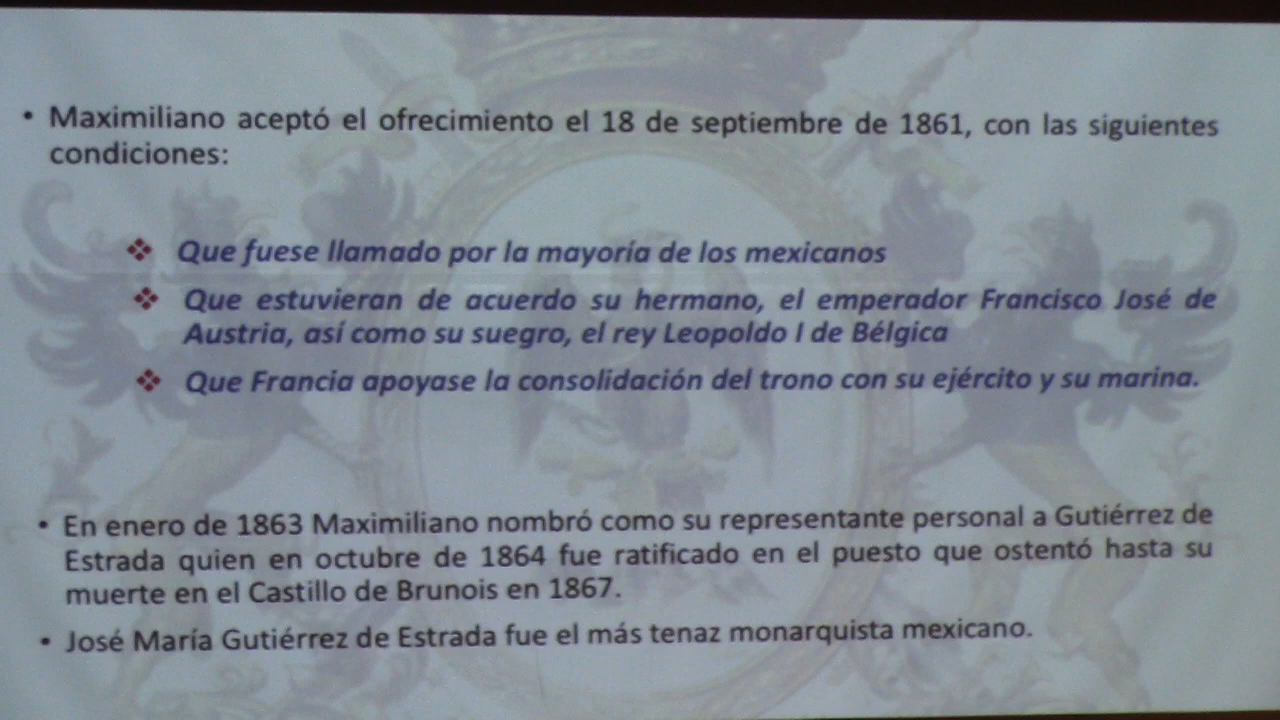 • Maximiliano aceptó el ofrecimiento el 18 de septiembre de 1861, con las siguientes
condiciones:
❖ Que fuese llamado por la mayoría de los mexicanos
❖ Que estuvieran de acuerdo su hermano, el emperador Francisco José de
Austria, así como su suegro, el rey Leopoldo I de Bélgica
❖ Que Francia apoyase la consolidación del trono con su ejército y su marina.
• En enero de 1863 Maximiliano nombró como su representante personal a Gutiérrez de
Estrada quien en octubre de 1864 fue ratificado en el puesto que ostentó hasta su
muerte en el Castillo de Brunois en 1867.
• José María Gutiérrez de Estrada fue el más tenaz monarquista mexicano.